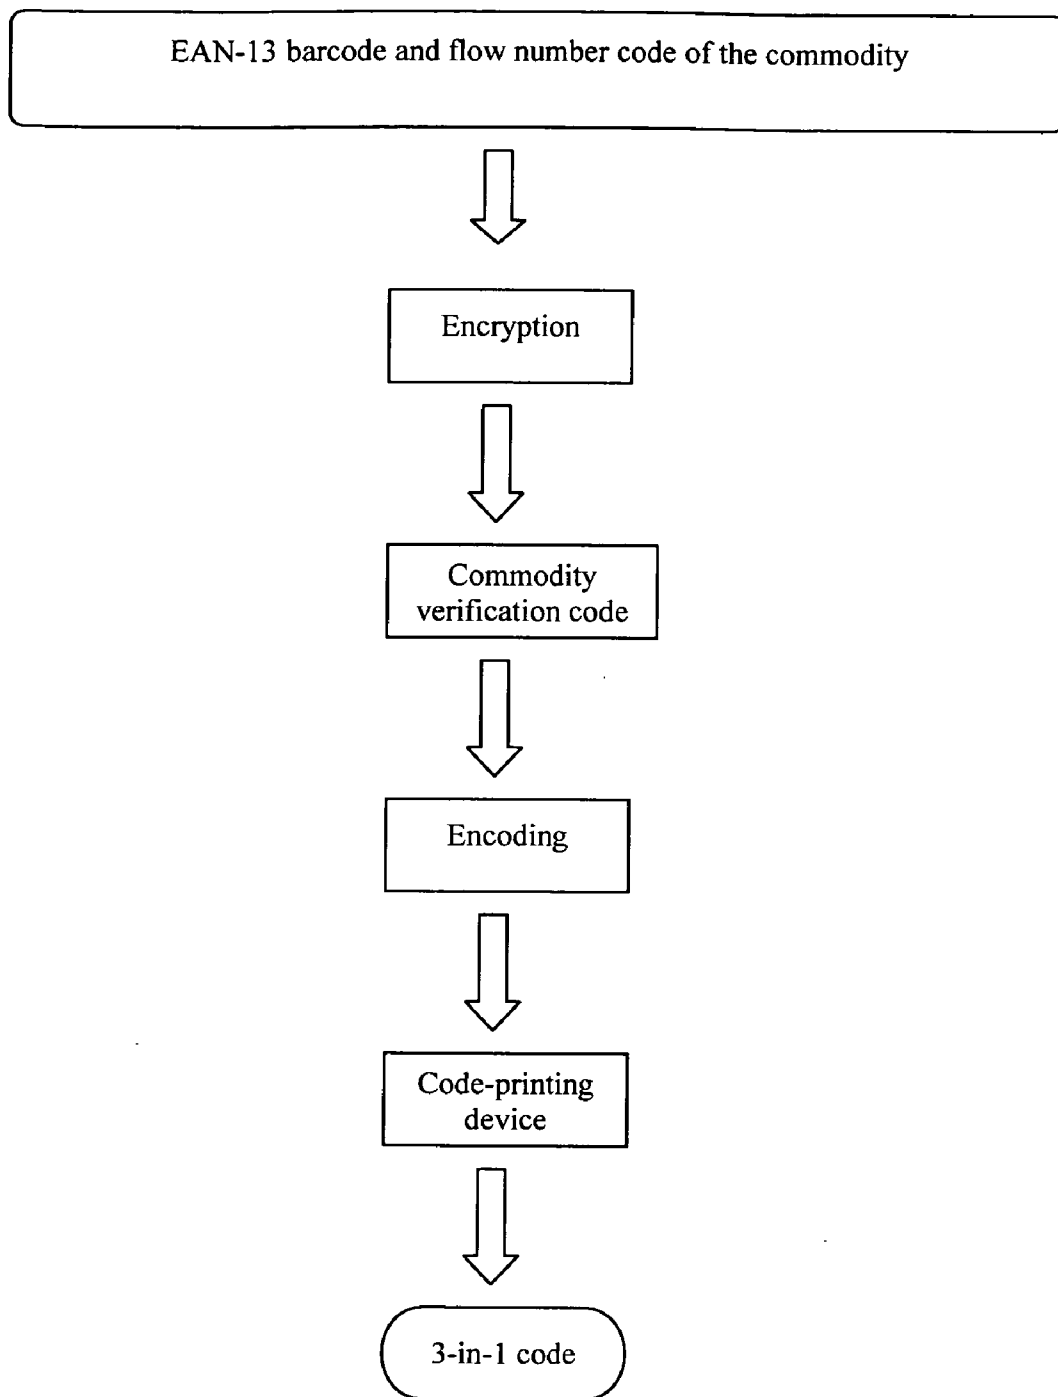 EAN-13 barcode and flow number code of the commodity
Encryption
Commodity
verification code
Encoding
Code-printing
device
3-in-1 code